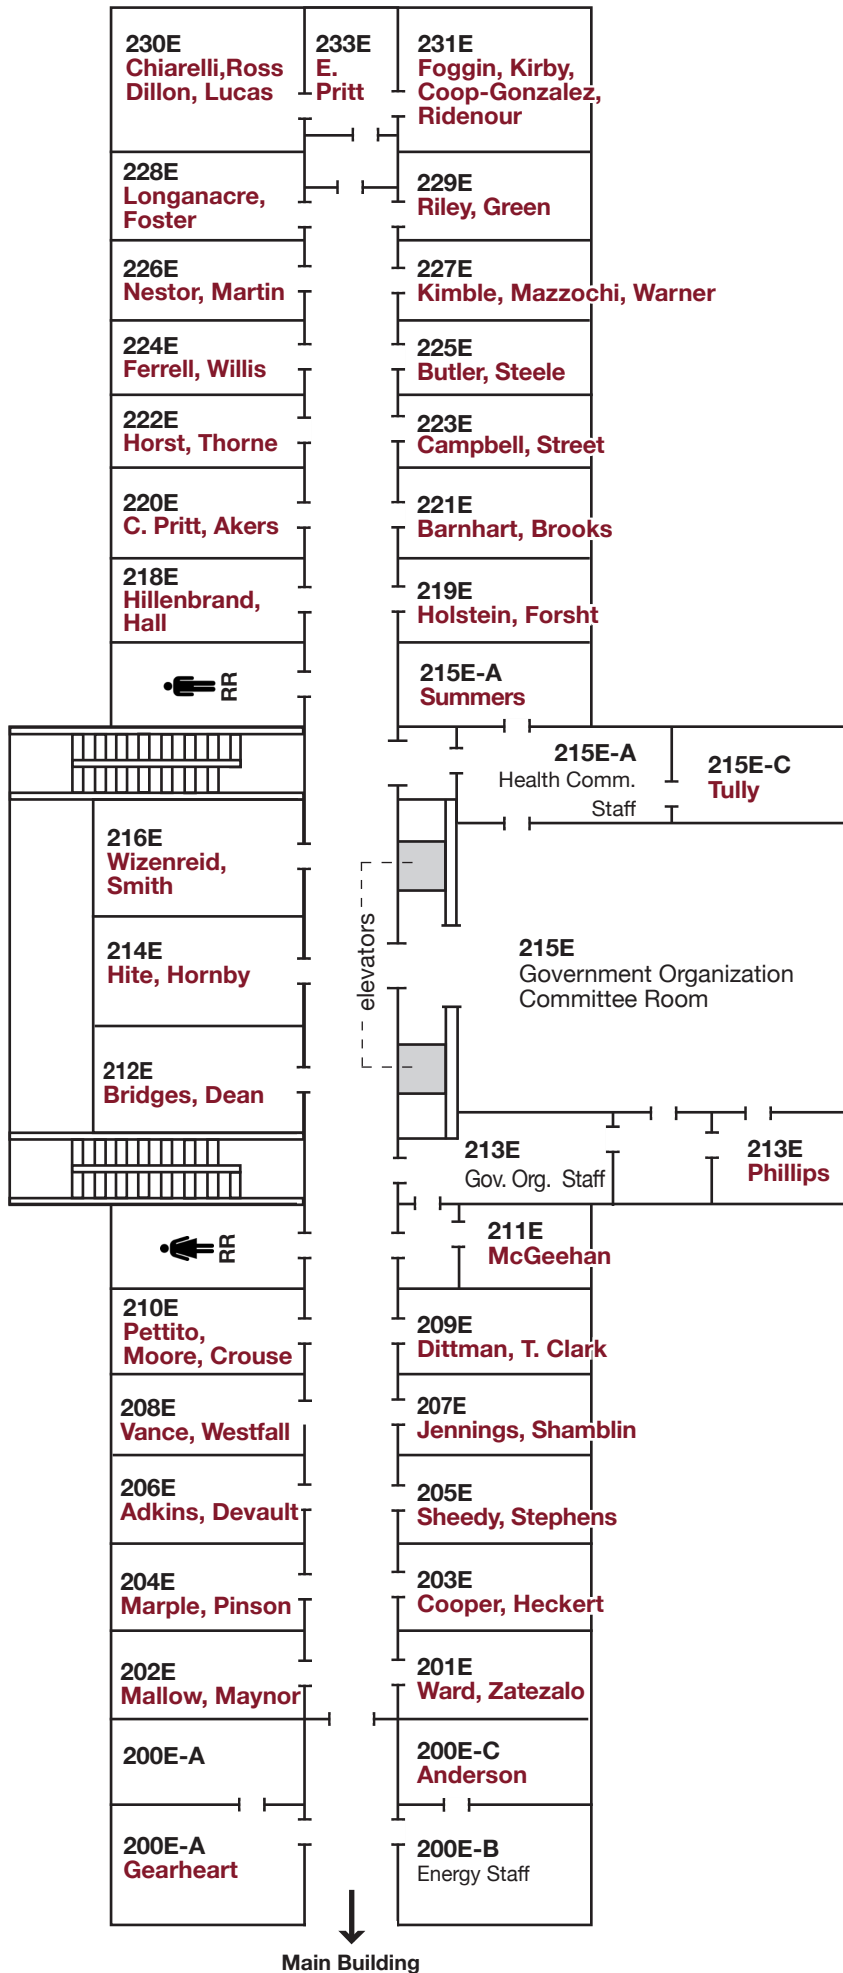 230E
Chiarelli,Ross
Dillon, Lucas
233E
E.
Pritt
231E
Foggin, Kirby,
Coop-Gonzalez,
Ridenour
228E
Longanacre,
Foster
229E
Riley, Green
226E
Nestor, Martin
227E
Kimble, Mazzochi, Warner
224E
Ferrell, Willis
225E
Butler, Steele
222E
Horst, Thorne
223E
Campbell, Street
220E
C. Pritt, Akers
221E
Barnhart, Brooks
218E
Hillenbrand,
Hall
219E
Holstein, Forsht
RR
215E-A
Summers
215E-A
Health Comm.
Staff
215E-C
Tully
216E
Wizenreid,
Smith
elevators
214E
Hite, Hornby
215E
Government Organization
Committee Room
212E
Bridges, Dean
213E
Gov. Org. Staff
213E
Phillips
RR
211E
McGeehan
210E
Pettito,
Moore, Crouse
209E
Dittman, T. Clark
208E
Vance, Westfall
207E
Jennings, Shamblin
206E
Adkins, Devault
205E
Sheedy, Stephens
204E
Marple, Pinson
203E
Cooper, Heckert
202E
Mallow, Maynor
201E
Ward, Zatezalo
200E-A
200E-C
Anderson
200E-A
Gearheart
200E-B
Energy Staff
Main Building